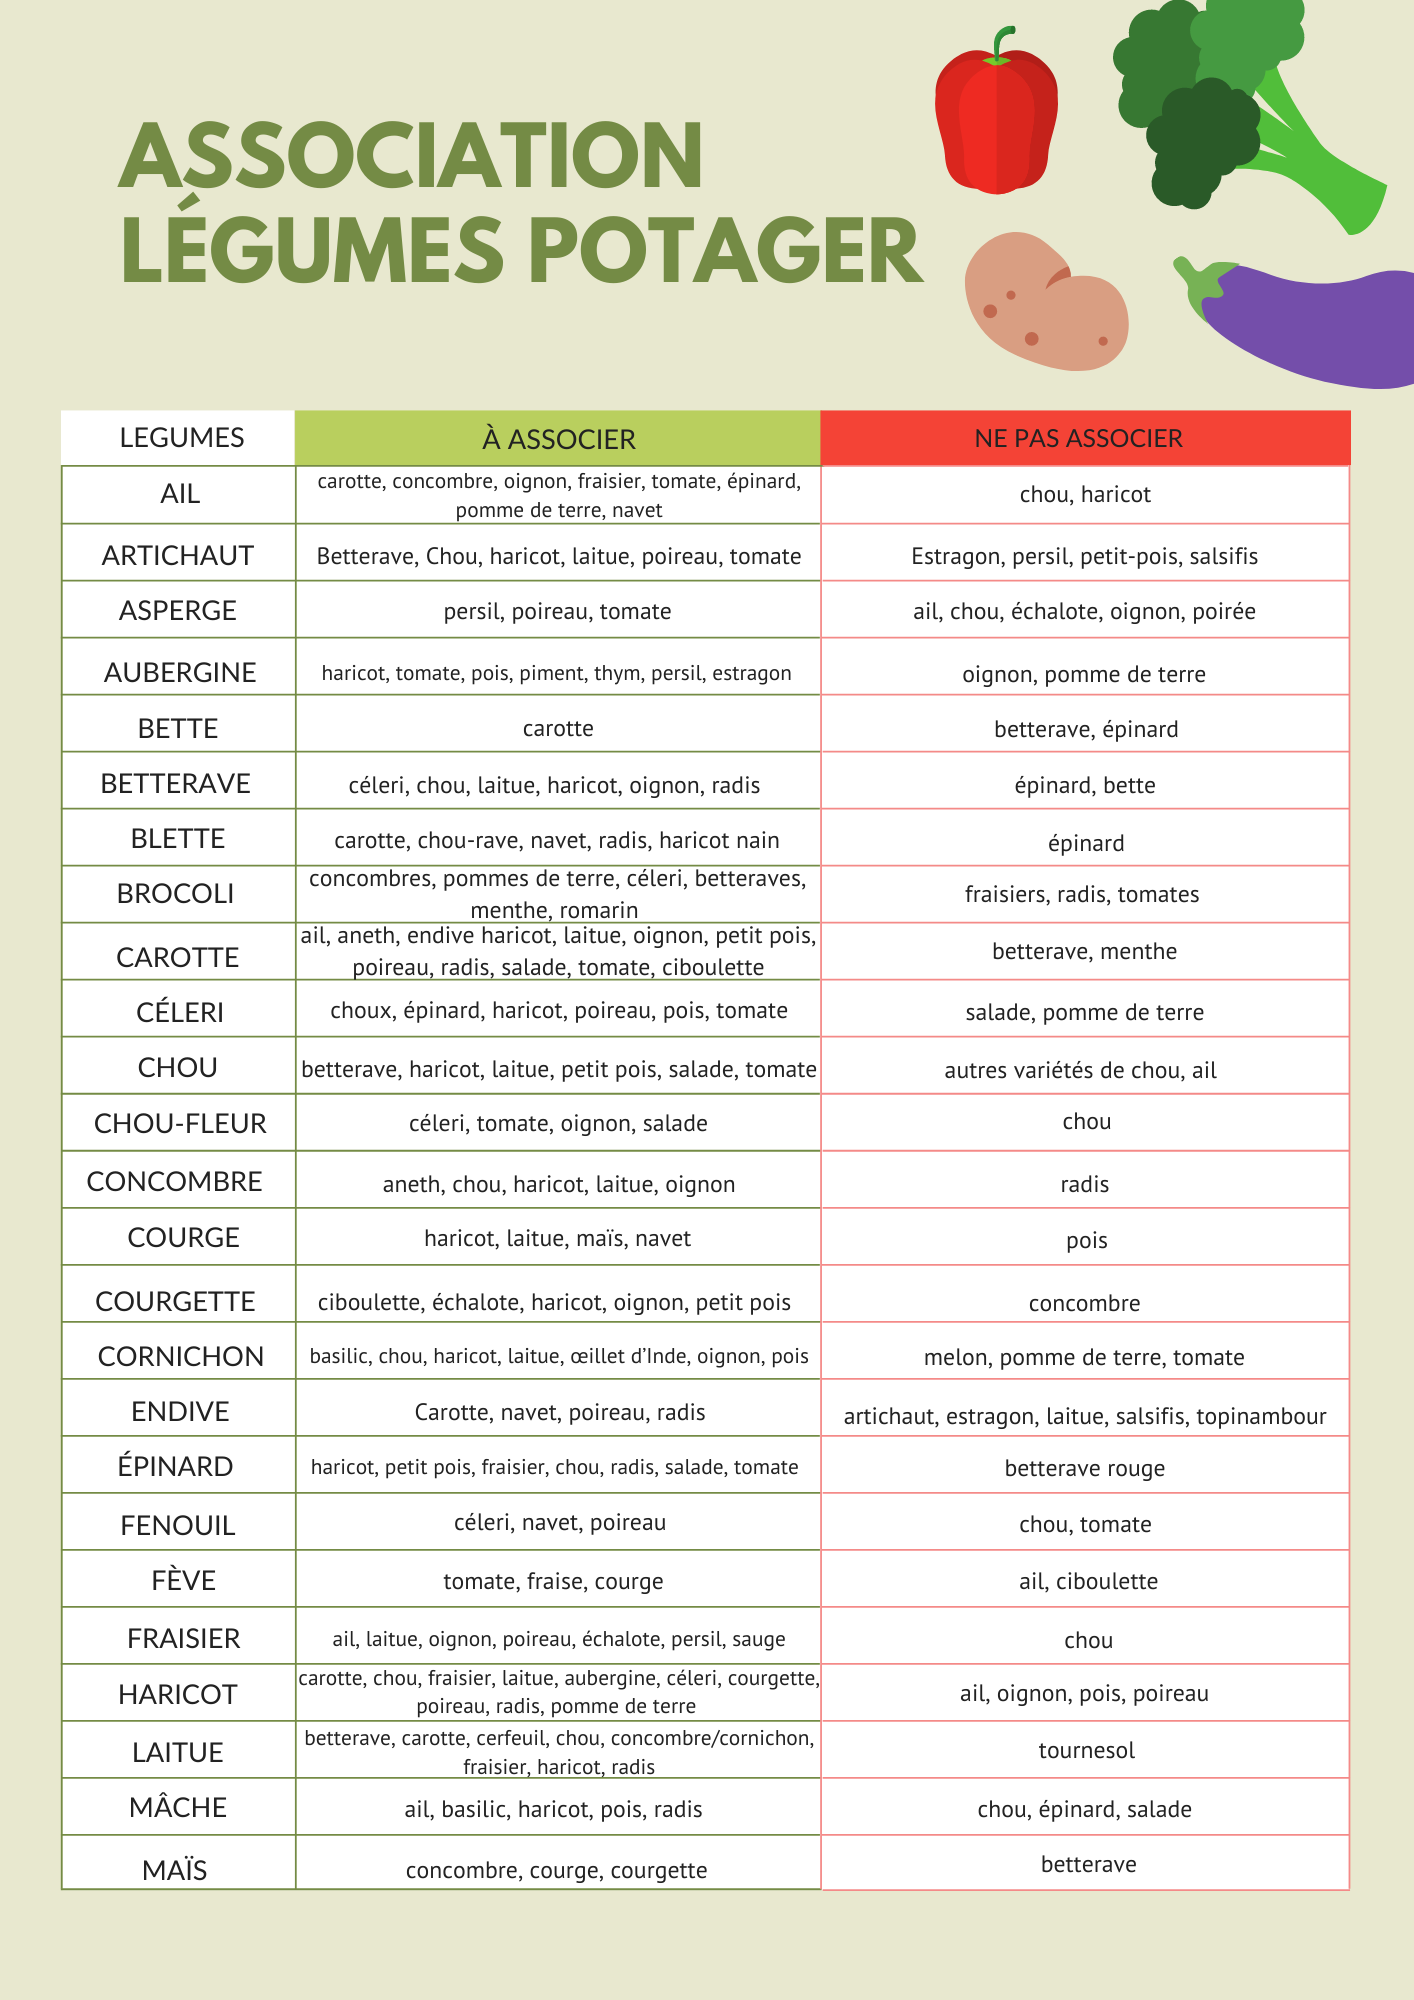 ASSOCIATION
LÉGUMES POTAGER
LEGUMES À ASSOCIER NE PAS ASSOCIER
AIL carotte, concombre, oignon, fraisier, tomate, épinard,
pomme de terre, navet chou, haricot
ARTICHAUT Betterave, Chou, haricot, laitue, poireau, tomate Estragon, persil, petit-pois, salsifis
ASPERGE persil, poireau, tomate ail, chou, échalote, oignon, poirée
AUBERGINE haricot, tomate, pois, piment, thym, persil, estragon oignon, pomme de terre
BETTE carotte betterave, épinard
BETTERAVE céleri, chou, laitue, haricot, oignon, radis épinard, bette
BLETTE carotte, chou-rave, navet, radis, haricot nain épinard
BROCOLI concombres, pommes de terre, céleri, betteraves,
menthe, romarin fraisiers, radis, tomates
CAROTTE ail, aneth, endive haricot, laitue, oignon, petit pois,
poireau, radis, salade, tomate, ciboulette betterave, menthe
CÉLERI choux, épinard, haricot, poireau, pois, tomate salade, pomme de terre
CHOU betterave, haricot, laitue, petit pois, salade, tomate autres variétés de chou, ail
CHOU-FLEUR céleri, tomate, oignon, salade chou
CONCOMBRE aneth, chou, haricot, laitue, oignon radis
COURGE haricot, laitue, maïs, navet pois
COURGETTE ciboulette, échalote, haricot, oignon, petit pois concombre
CORNICHON basilic, chou, haricot, laitue, œillet d’Inde, oignon, pois melon, pomme de terre, tomate
ENDIVE Carotte, navet, poireau, radis artichaut, estragon, laitue, salsifis, topinambour
ÉPINARD haricot, petit pois, fraisier, chou, radis, salade, tomate betterave rouge
FENOUIL céleri, navet, poireau chou, tomate
FÈVE tomate, fraise, courge ail, ciboulette
FRAISIER ail, laitue, oignon, poireau, échalote, persil, sauge chou
HARICOT carotte, chou, fraisier, laitue, aubergine, céleri, courgette,
poireau, radis, pomme de terre ail, oignon, pois, poireau
LAITUE betterave, carotte, cerfeuil, chou, concombre/cornichon,
fraisier, haricot, radis tournesol
MÂCHE ail, basilic, haricot, pois, radis chou, épinard, salade
MAÏS concombre, courge, courgette betterave